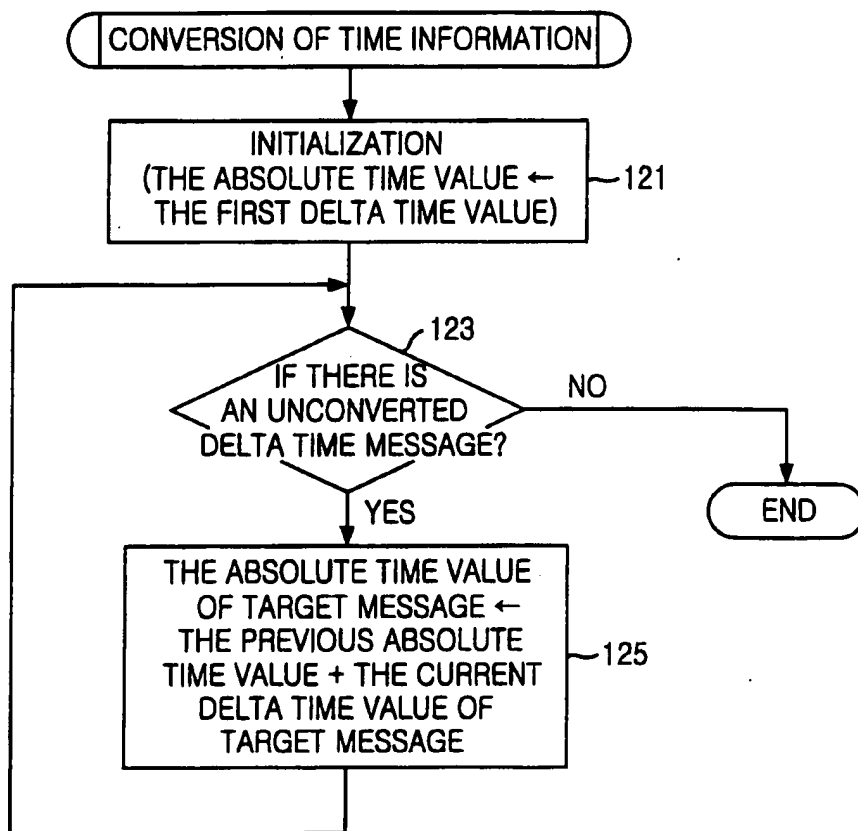 CONVERSION OF TIME INFORMATION
INITIALIZATION
(THE ABSOLUTE TIME VALUE ←
THE FIRST DELTA TIME VALUE)
121
123
IF THERE IS
AN UNCONVERTED
DELTA TIME MESSAGE?
NO
YES
END
THE ABSOLUTE TIME VALUE
OF TARGET MESSAGE ←
THE PREVIOUS ABSOLUTE
TIME VALUE + THE CURRENT
DELTA TIME VALUE OF
TARGET MESSAGE
125